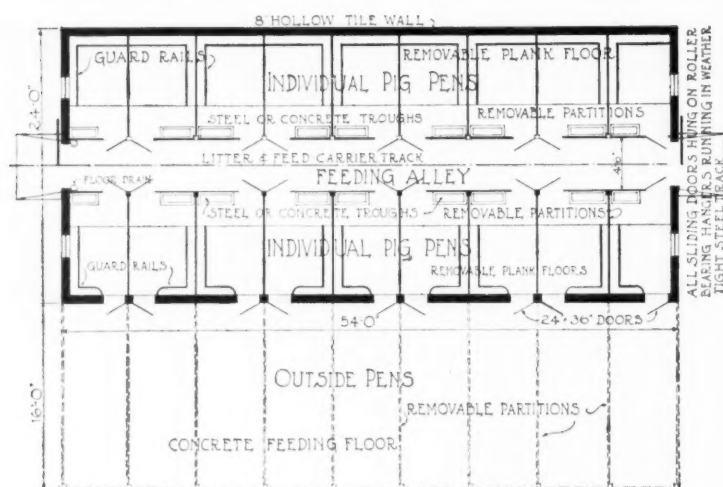 8" HOLLOW TILE WALL
GUARD RAILS
REMOVABLE PLANK FLOOR
INDIVIDUAL PIG PENS
STEEL OR CONCRETE TROUGHS
REMOVABLE PARTITIONS
24'-0"
LITTER & FEED CARRIER TRACK
FLOOR DRAIN
FEEDING ALLEY
STEEL OR CONCRETE TROUGHS
REMOVABLE PARTITIONS
INDIVIDUAL PIG PENS
GUARD RAILS
REMOVABLE PLANK FLOORS
54'-0"
24" × 36" DOORS
OUTSIDE PENS
16'-0"
REMOVABLE PARTITIONS
CONCRETE FEEDING FLOOR
ALL SLIDING DOORS HUNG ON ROLLER
BEARING HANGERS RUNNING IN WEATHER
TIGHT STEEL TRACK